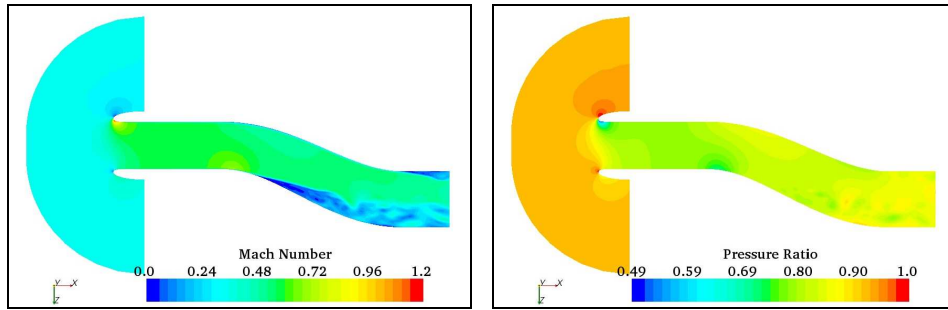 Mach Number
0.0 0.24 0.48 0.72 0.96 1.2
Y X
Z
Pressure Ratio
0.49 0.59 0.69 0.80 0.90 1.0
Y X
Z